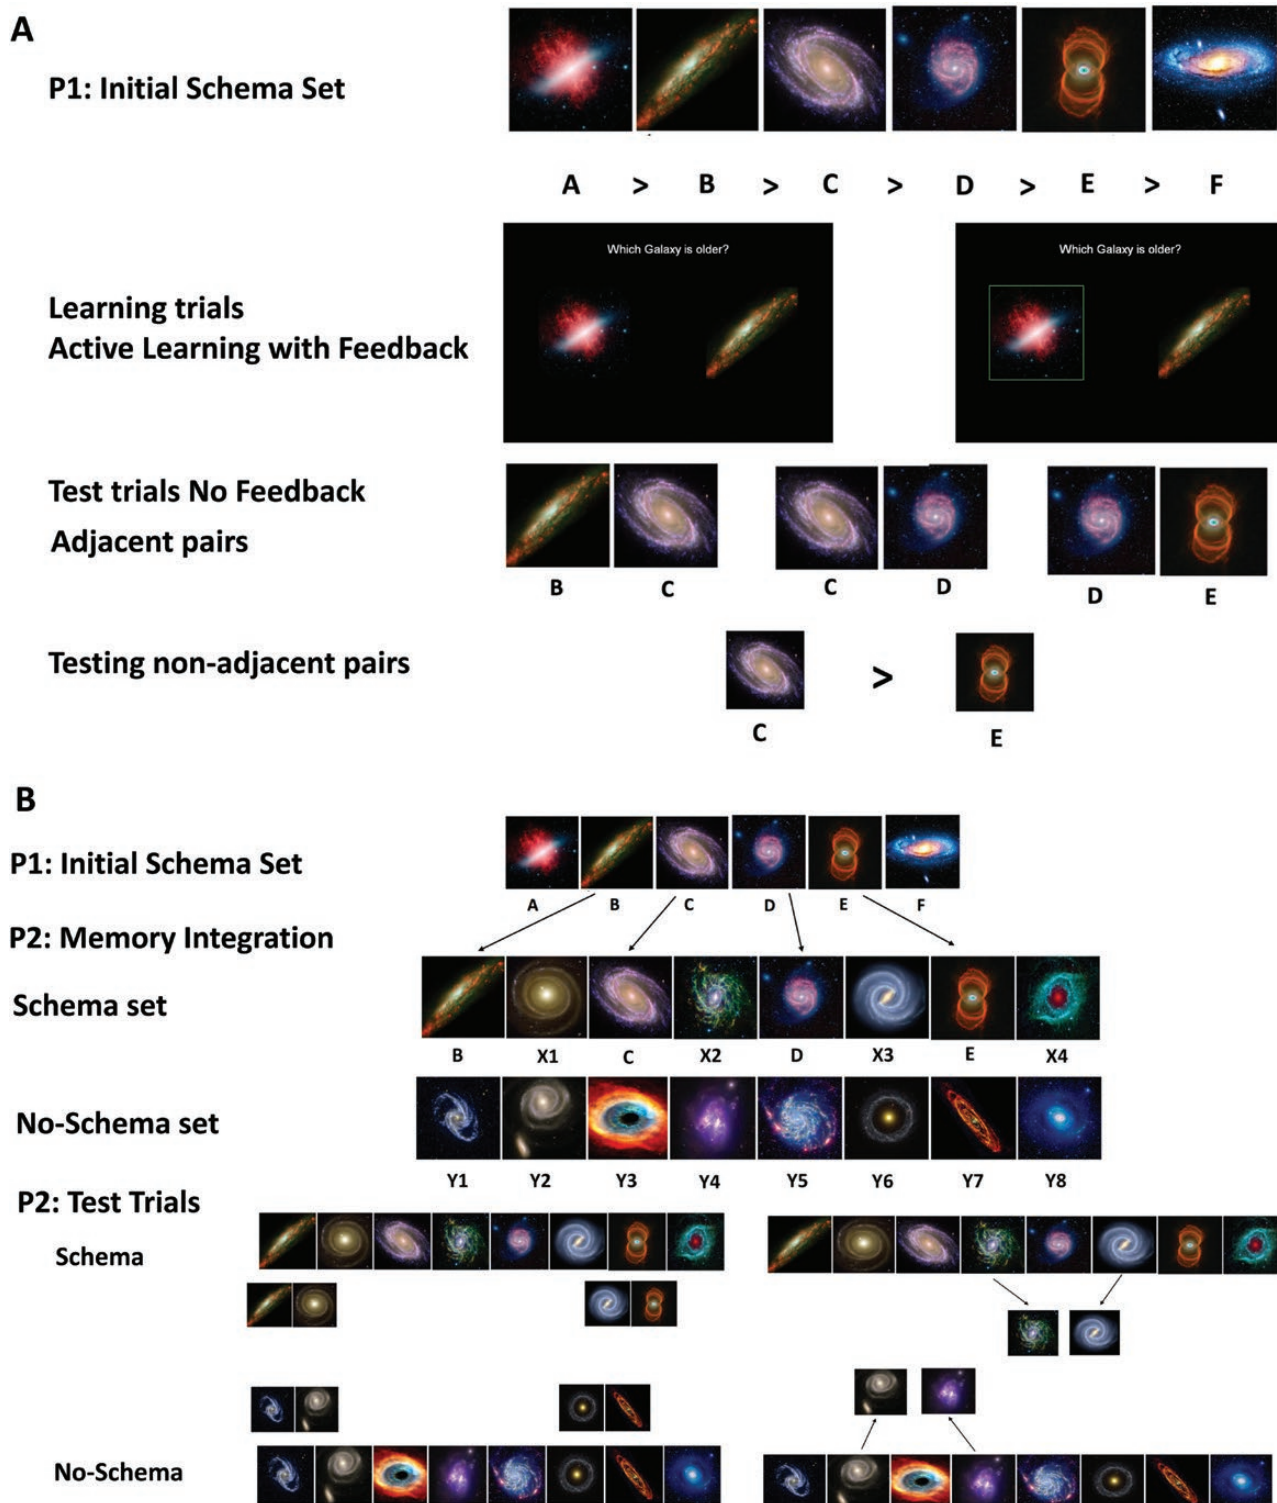 A
P1: Initial Schema Set
A > B > C > D > E > F
Which Galaxy is older?
Which Galaxy is older?
Learning trials
Active Learning with Feedback
Test trials No Feedback
Adjacent pairs
B C C D D E
Testing non-adjacent pairs
>
C E
B
P1: Initial Schema Set
A B C D E F
P2: Memory Integration
Schema set
B X1 C X2 D X3 E X4
No-Schema set
Y1 Y2 Y3 Y4 Y5 Y6 Y7 Y8
P2: Test Trials
Schema
No-Schema